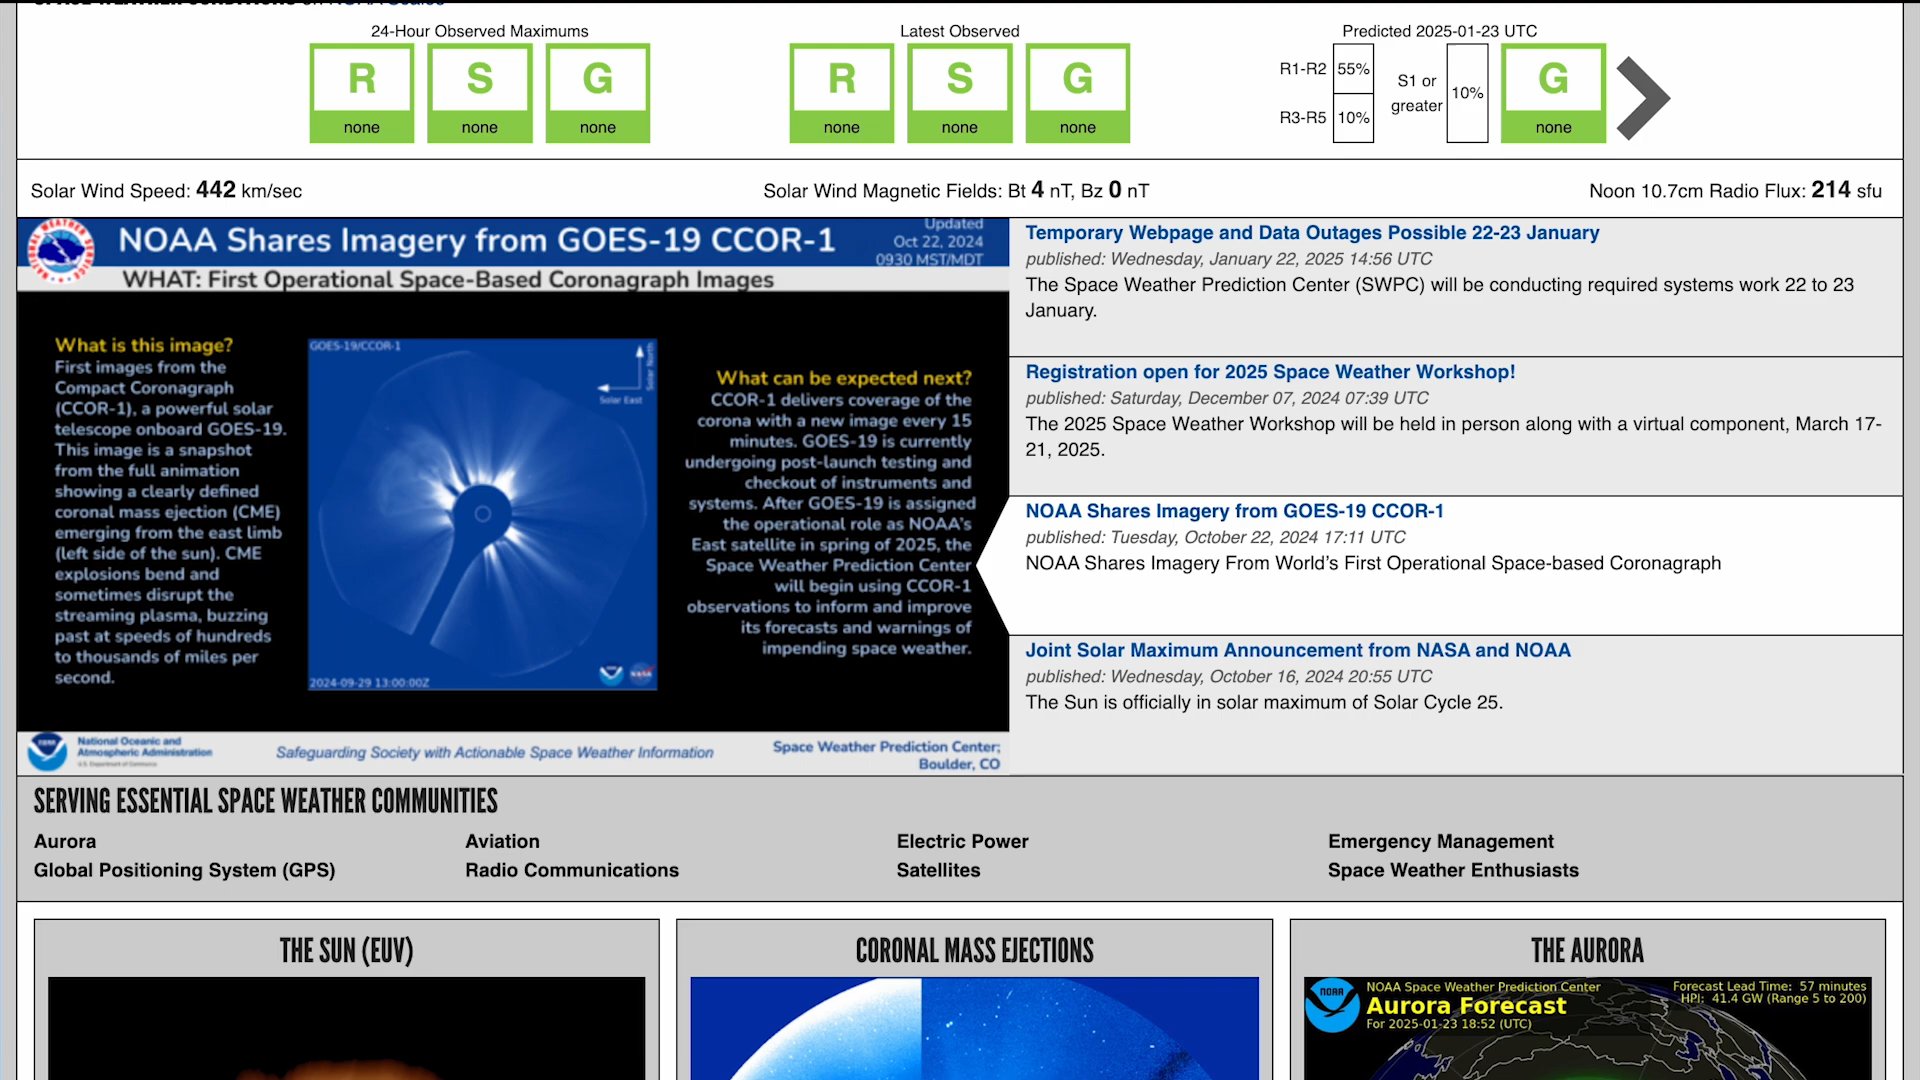 24-Hour Observed Maximums
R
none
S
none
G
none
Latest Observed
R
none
S
none
G
none
Predicted 2025-01-23 UTC
R1-R2 55%
R3-R5 10%
S1 or
greater
10%
G
none
Solar Wind Speed: 442 km/sec
Solar Wind Magnetic Fields: Bt 4 nT, Bz 0 nT
Noon 10.7cm Radio Flux: 214 sfu
NOAA Shares Imagery from GOES-19 CCOR-1
Updated
Oct 22, 2024
0930 MST/MDT
WHAT: First Operational Space-Based Coronagraph Images
What is this image?
First images from the
Compact Coronagraph
(CCOR-1), a powerful solar
telescope onboard GOES-19.
This image is a snapshot
from the full animation
showing a clearly defined
coronal mass ejection (CME)
emerging from the east limb
(left side of the sun). CME
explosions bend and
sometimes disrupt the
streaming plasma, buzzing
past at speeds of hundreds
to thousands of miles per
second.
GOES-19/CCOR-1
Solar North
Solar East
2024-09-29 13:00:00Z
What can be expected next?
CCOR-1 delivers coverage of the
corona with a new image every 15
minutes. GOES-19 is currently
undergoing post-launch testing and
checkout of instruments and
systems. After GOES-19 is assigned
the operational role as NOAA's
East satellite in spring of 2025, the
Space Weather Prediction Center
will begin using CCOR-1
observations to inform and improve
its forecasts and warnings of
impending space weather.
National Oceanic and
Atmospheric Administration
U.S. Department of Commerce
Safeguarding Society with Actionable Space Weather Information
Space Weather Prediction Center;
Boulder, CO
Temporary Webpage and Data Outages Possible 22-23 January
published: Wednesday, January 22, 2025 14:56 UTC
The Space Weather Prediction Center (SWPC) will be conducting required systems work 22 to 23
January.
Registration open for 2025 Space Weather Workshop!
published: Saturday, December 07, 2024 07:39 UTC
The 2025 Space Weather Workshop will be held in person along with a virtual component, March 17-
21, 2025.
NOAA Shares Imagery from GOES-19 CCOR-1
published: Tuesday, October 22, 2024 17:11 UTC
NOAA Shares Imagery From World's First Operational Space-based Coronagraph
Joint Solar Maximum Announcement from NASA and NOAA
published: Wednesday, October 16, 2024 20:55 UTC
The Sun is officially in solar maximum of Solar Cycle 25.
SERVING ESSENTIAL SPACE WEATHER COMMUNITIES
Aurora
Aviation
Electric Power
Emergency Management
Global Positioning System (GPS)
Radio Communications
Satellites
Space Weather Enthusiasts
THE SUN (EUV)
CORONAL MASS EJECTIONS
THE AURORA
NOAA
NOAA Space Weather Prediction Center
Aurora Forecast
For 2025-01-23 18:52 (UTC)
Forecast Lead Time: 57 minutes
HPI: 41.4 GW (Range 5 to 200)